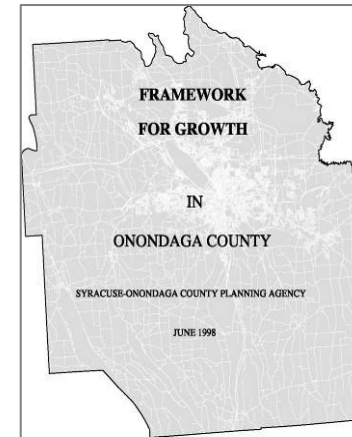 FRAMEWORK
FOR GROWTH
IN
ONONDAGA COUNTY
SYRACUSE-ONONDAGA COUNTY PLANNING AGENCY
JUNE 1998